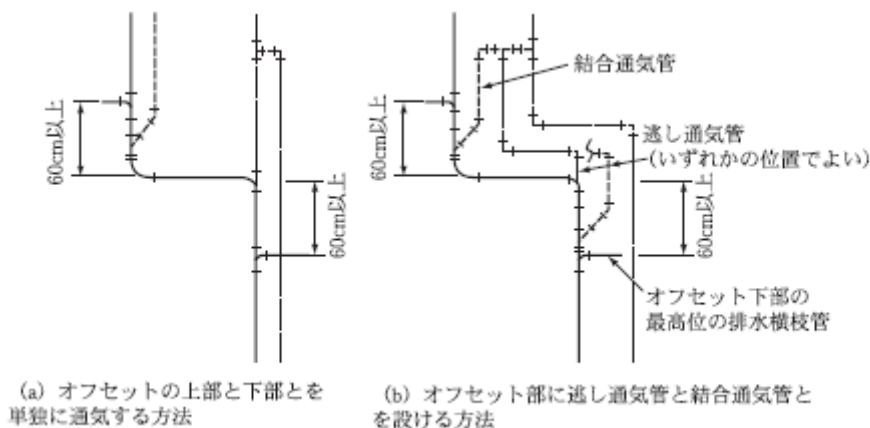 60cm以上
60cm以上
結合通気管
逃し通気管
(いずれかの位置でよい)
60cm以上
60cm以上
オフセット下部の
最高位の排水横枝管
(a) オフセットの上部と下部とを
単独に通気する方法
(b) オフセット部に逃し通気管と結合通気管と
を設ける方法